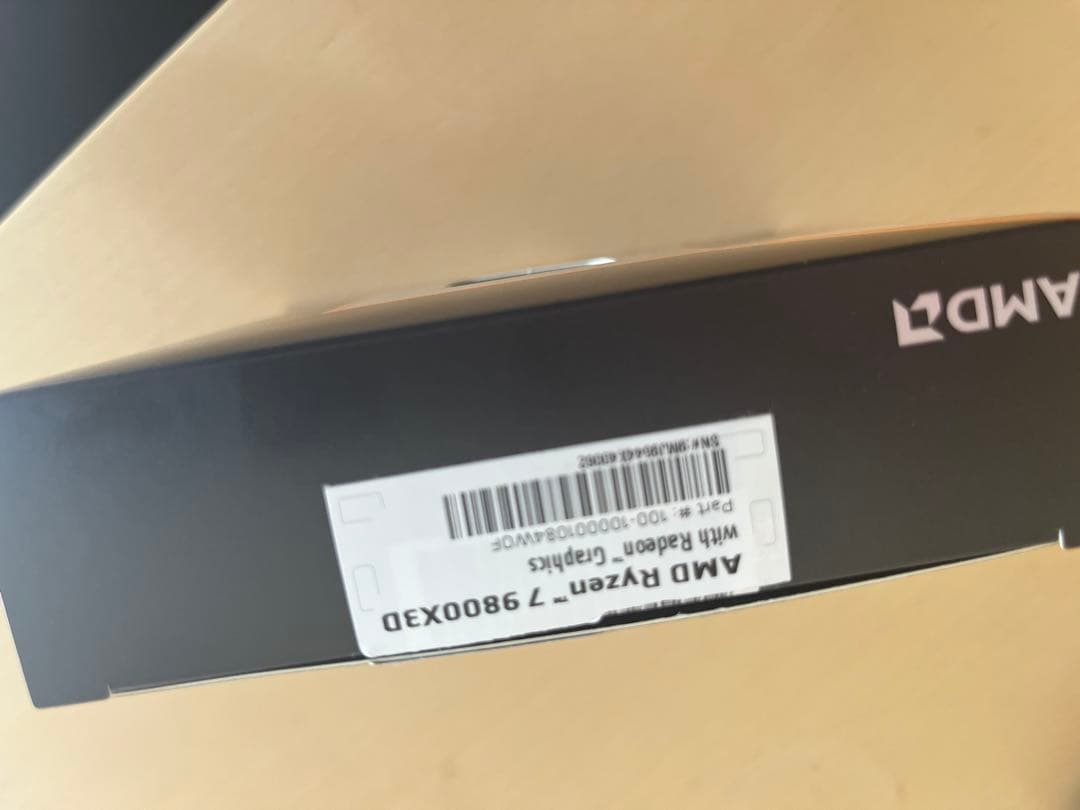 AMD
AMD Ryzen™ 7 9800X3D
with Radeon™ Graphics
Part #: 100-100001084WOF